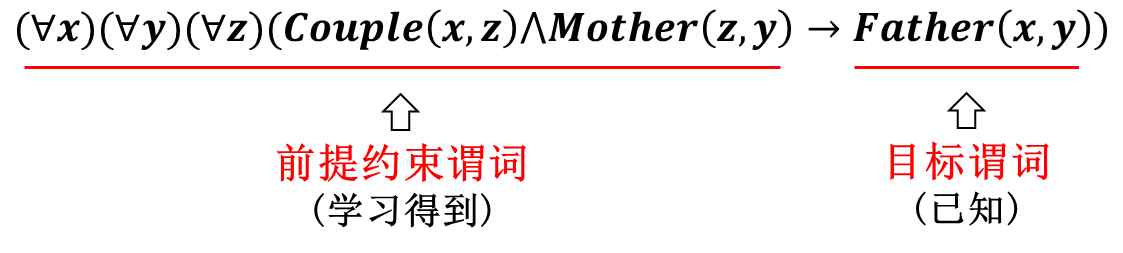 (∀x)(∀y)(∀z)(Couple(x,z)⋀Mother(z,y) → Father(x,y))
前提约束谓词
(学习得到)
目标谓词
(已知)